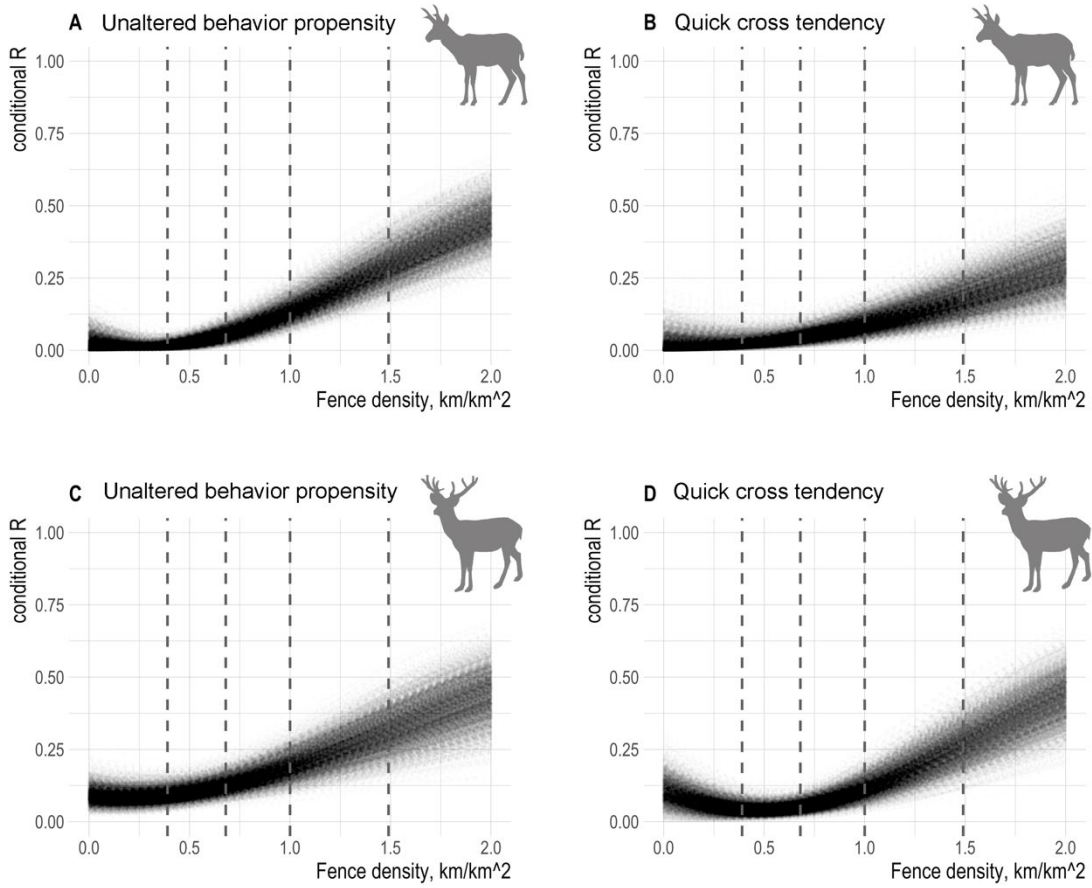 A Unaltered behavior propensity
conditional R
1.00
0.75
0.50
0.25
0.00
0.0 0.5 1.0 1.5 2.0
Fence density, km/km^2
B Quick cross tendency
conditional R
1.00
0.75
0.50
0.25
0.00
0.0 0.5 1.0 1.5 2.0
Fence density, km/km^2
C Unaltered behavior propensity
conditional R
1.00
0.75
0.50
0.25
0.00
0.0 0.5 1.0 1.5 2.0
Fence density, km/km^2
D Quick cross tendency
conditional R
1.00
0.75
0.50
0.25
0.00
0.0 0.5 1.0 1.5 2.0
Fence density, km/km^2